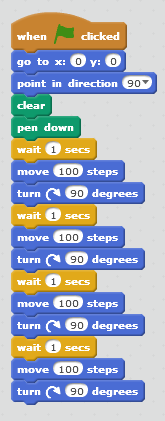 when clicked
go to x: 0 y: 0
point in direction 90
clear
pen down
wait 1 secs
move 100 steps
turn 90 degrees
wait 1 secs
move 100 steps
turn 90 degrees
wait 1 secs
move 100 steps
turn 90 degrees
wait 1 secs
move 100 steps
turn 90 degrees